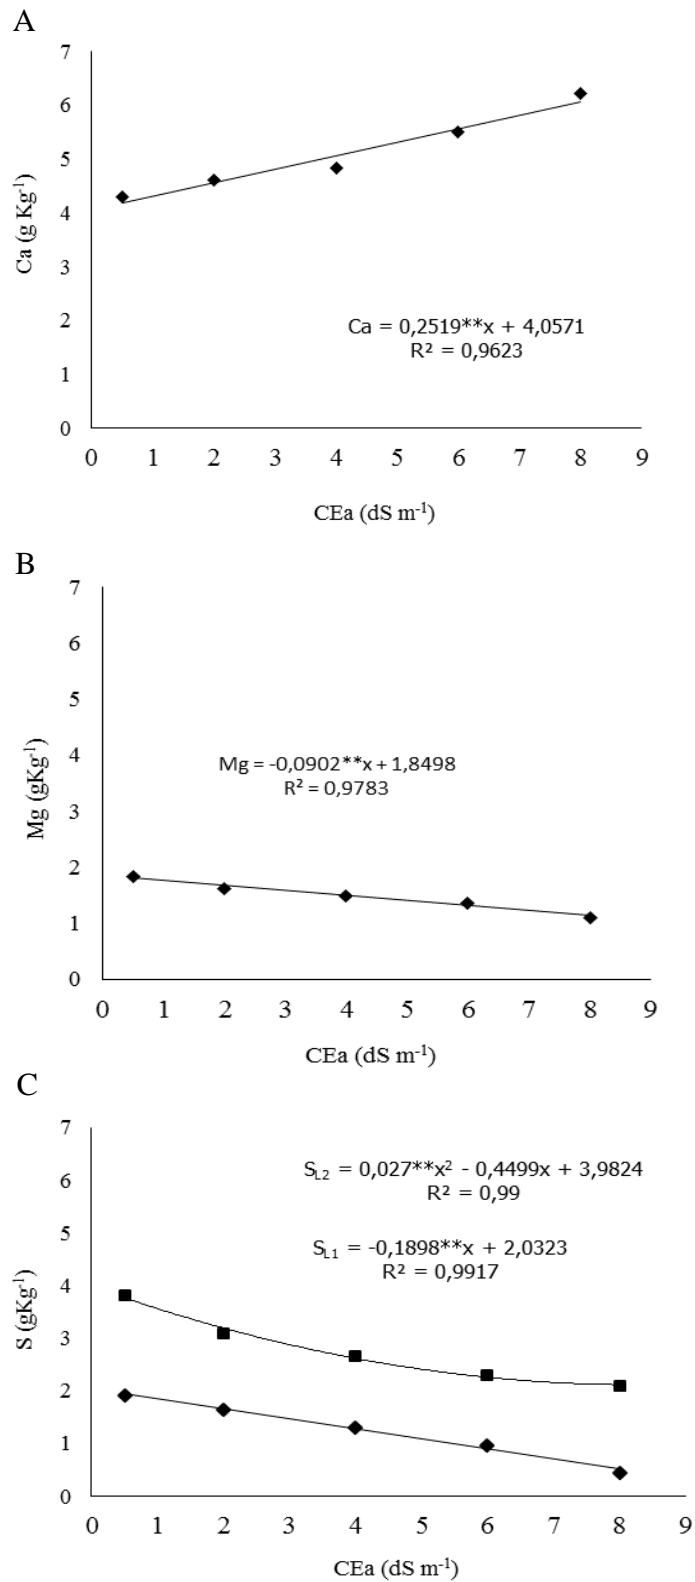 A
7
6
5
4
3
2
1
0
Ca (g Kg⁻¹)
Ca = 0,2519**x + 4,0571
R² = 0,9623
0 1 2 3 4 5 6 7 8 9
CEa (dS m⁻¹)
B
7
6
5
4
3
2
1
0
Mg (gKg⁻¹)
Mg = -0,0902**x + 1,8498
R² = 0,9783
0 1 2 3 4 5 6 7 8 9
CEa (dS m⁻¹)
C
7
6
5
4
3
2
1
0
S (gKg⁻¹)
S_L2 = 0,027**x² - 0,4499x + 3,9824
R² = 0,99
S_L1 = -0,1898**x + 2,0323
R² = 0,9917
0 1 2 3 4 5 6 7 8 9
CEa (dS m⁻¹)